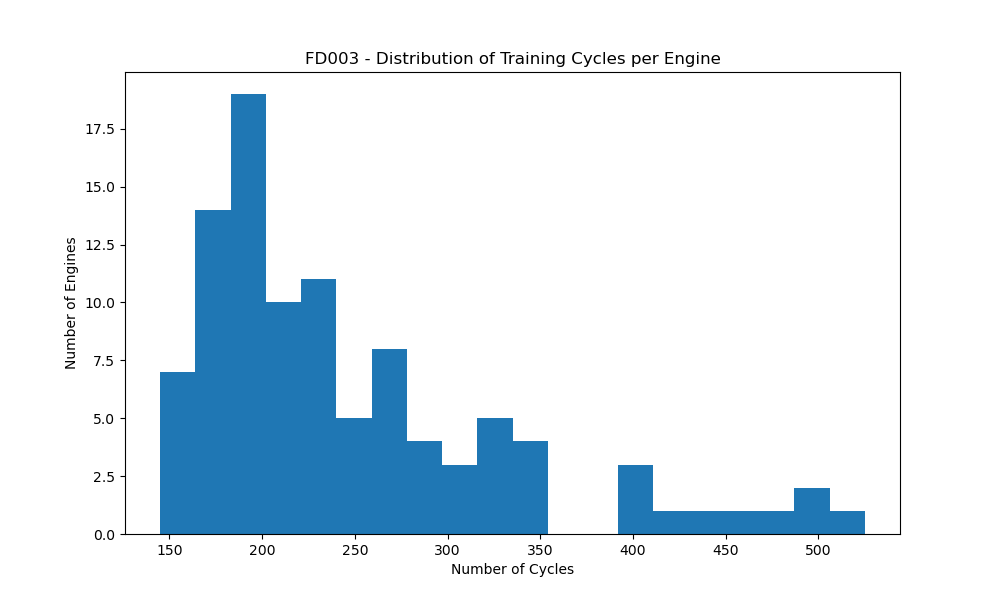 FD003 - Distribution of Training Cycles per Engine
17.5
15.0
12.5
10.0
7.5
5.0
2.5
0.0
Number of Engines
150 200 250 300 350 400 450 500
Number of Cycles